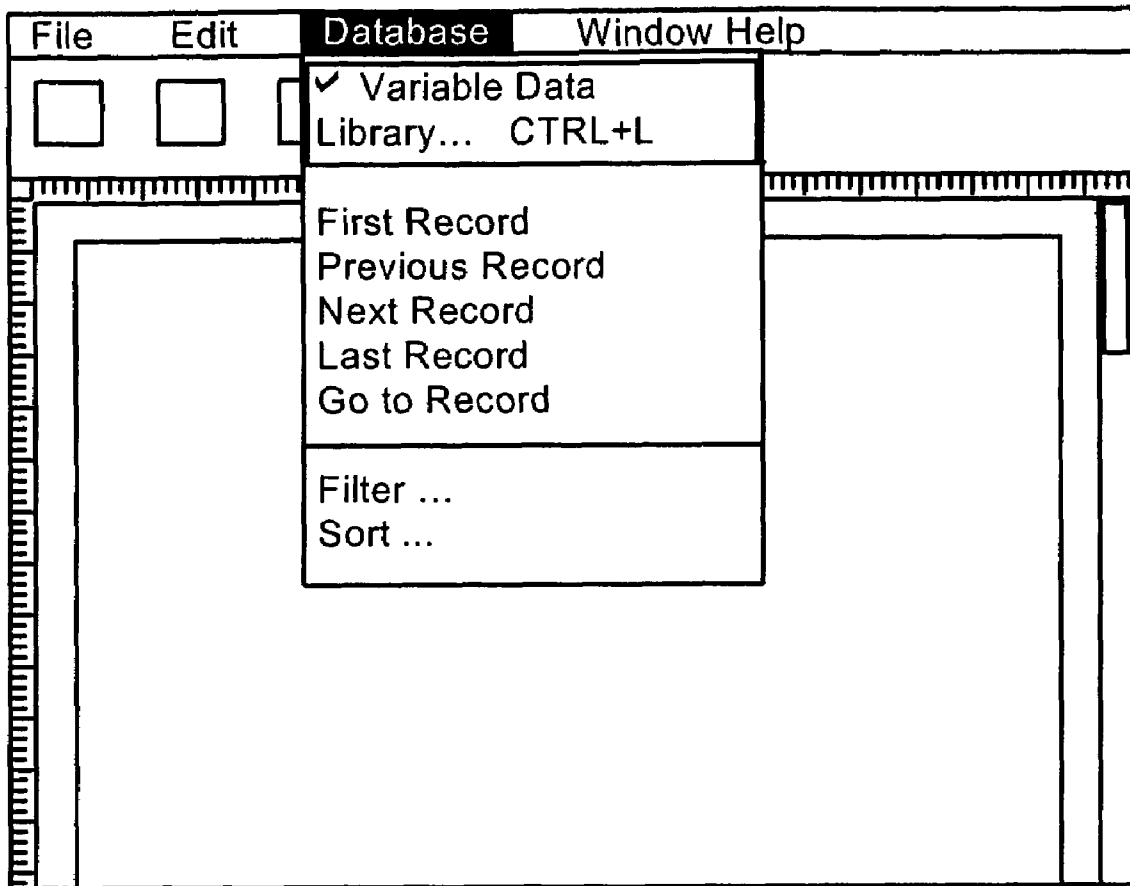 File Edit Database Window Help
✓ Variable Data
Library... CTRL+L
First Record
Previous Record
Next Record
Last Record
Go to Record
Filter ...
Sort ...